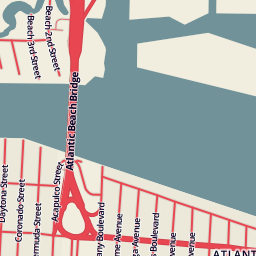 Beach 2nd Street
Beach 3rd Street
Atlantic Beach Bridge
Acapulco Street
Daytona Street
Coronado Street
Street
Boulevard
Avenue
Avenue
Boulevard
Avenue
Avenue
ATLANT